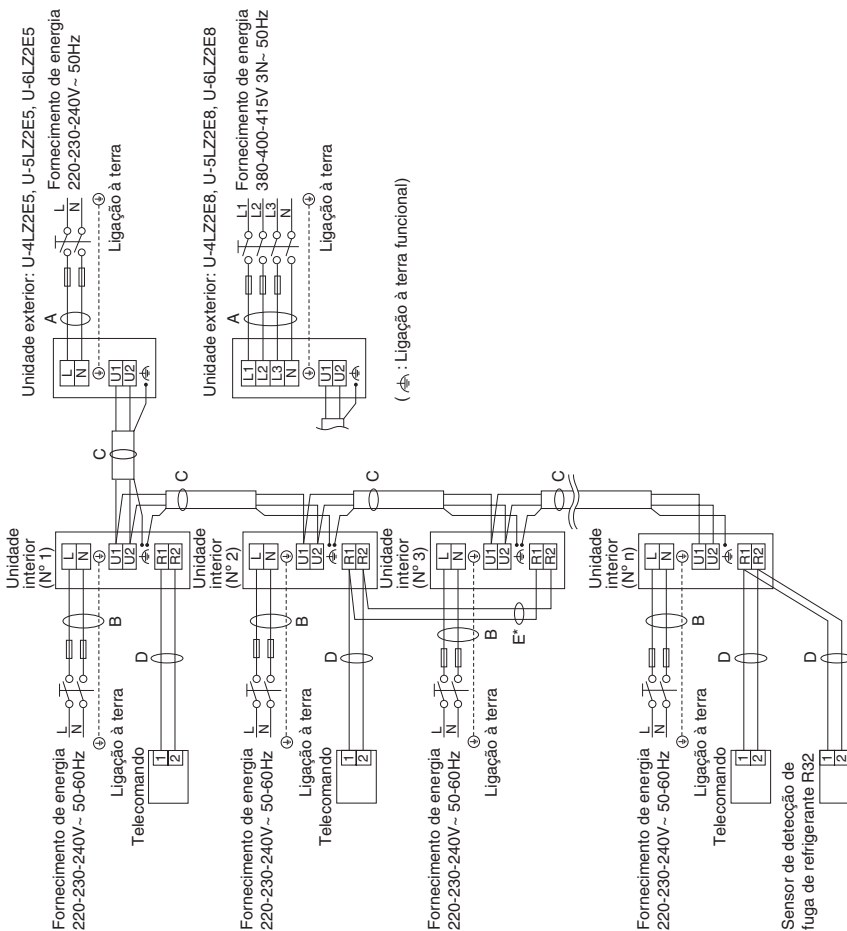 Unidade exterior: U-4LZ2E5, U-5LZ2E5, U-6LZ2E5
Fornecimento de energia
220-230-240V ~ 50Hz
A
L
N
Ligação à terra
L
N
U1
U2
Unidade exterior: U-4LZ2E8, U-5LZ2E8, U-6LZ2E8
Fornecimento de energia
380-400-415V 3N~ 50Hz
A
L1
L2
L3
N
Ligação à terra
L1
L2
L3
N
U1
U2
( : Ligação à terra funcional)
C
C
C
C
Unidade
interior
(Nº 1)
L
N
U1
U2
R1
R2
B
D
Fornecimento de energia
220-230-240V ~ 50-60Hz
L
N
Ligação à terra
Telecomando
1
2
Unidade
interior
(Nº 2)
L
N
U1
U2
R1
R2
B
D
Fornecimento de energia
220-230-240V ~ 50-60Hz
L
N
Ligação à terra
Telecomando
1
2
Unidade
interior
(Nº 3)
L
N
U1
U2
R1
R2
B
E*
Fornecimento de energia
220-230-240V ~ 50-60Hz
L
N
Ligação à terra
Unidade
interior
(Nº n)
L
N
U1
U2
R1
R2
B
D
Fornecimento de energia
220-230-240V ~ 50-60Hz
L
N
Ligação à terra
Telecomando
1
2
D
Sensor de detecção de
fuga de refrigerante R32
1
2